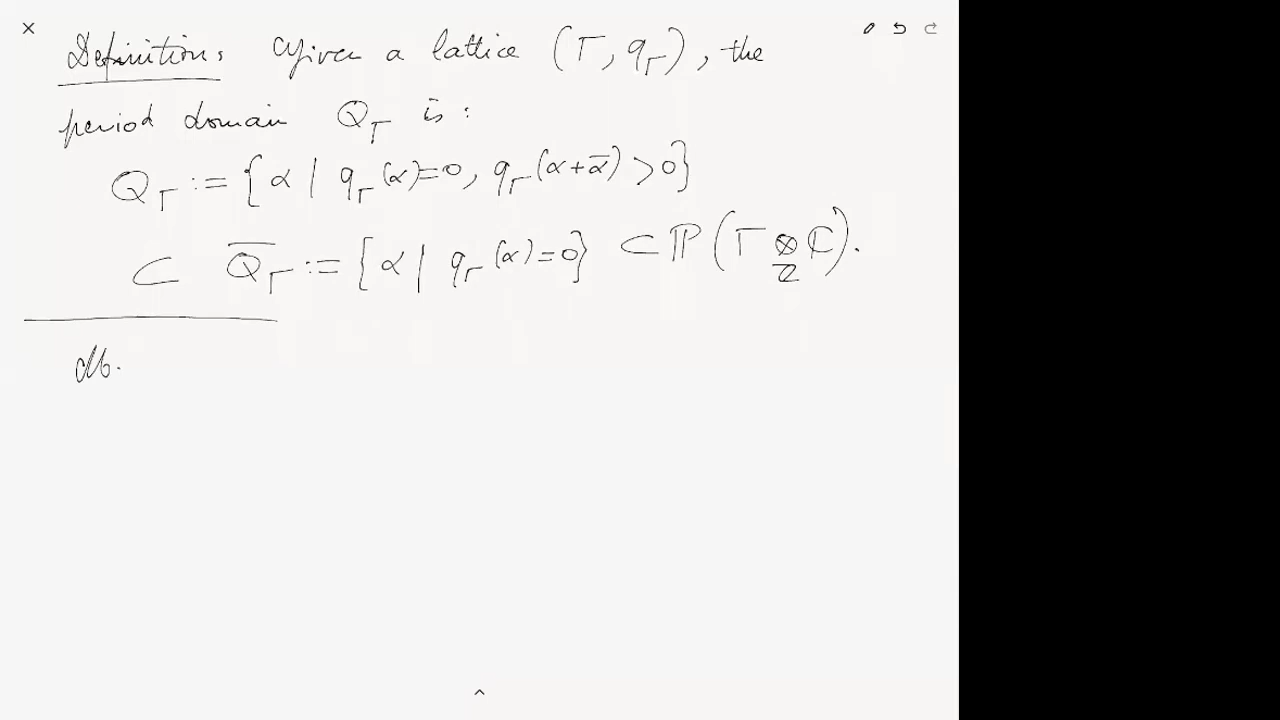 Definition: Given a lattice (Γ, q_Γ), the
period domain Q_Γ is:
Q_Γ := {α | q_Γ(α)=0, q_Γ(α+ᾱ) >0}
⊂ Q̅_Γ := {α | q_Γ(α)=0} ⊂ ℙ(Γ ⊗_ℤ ℂ).